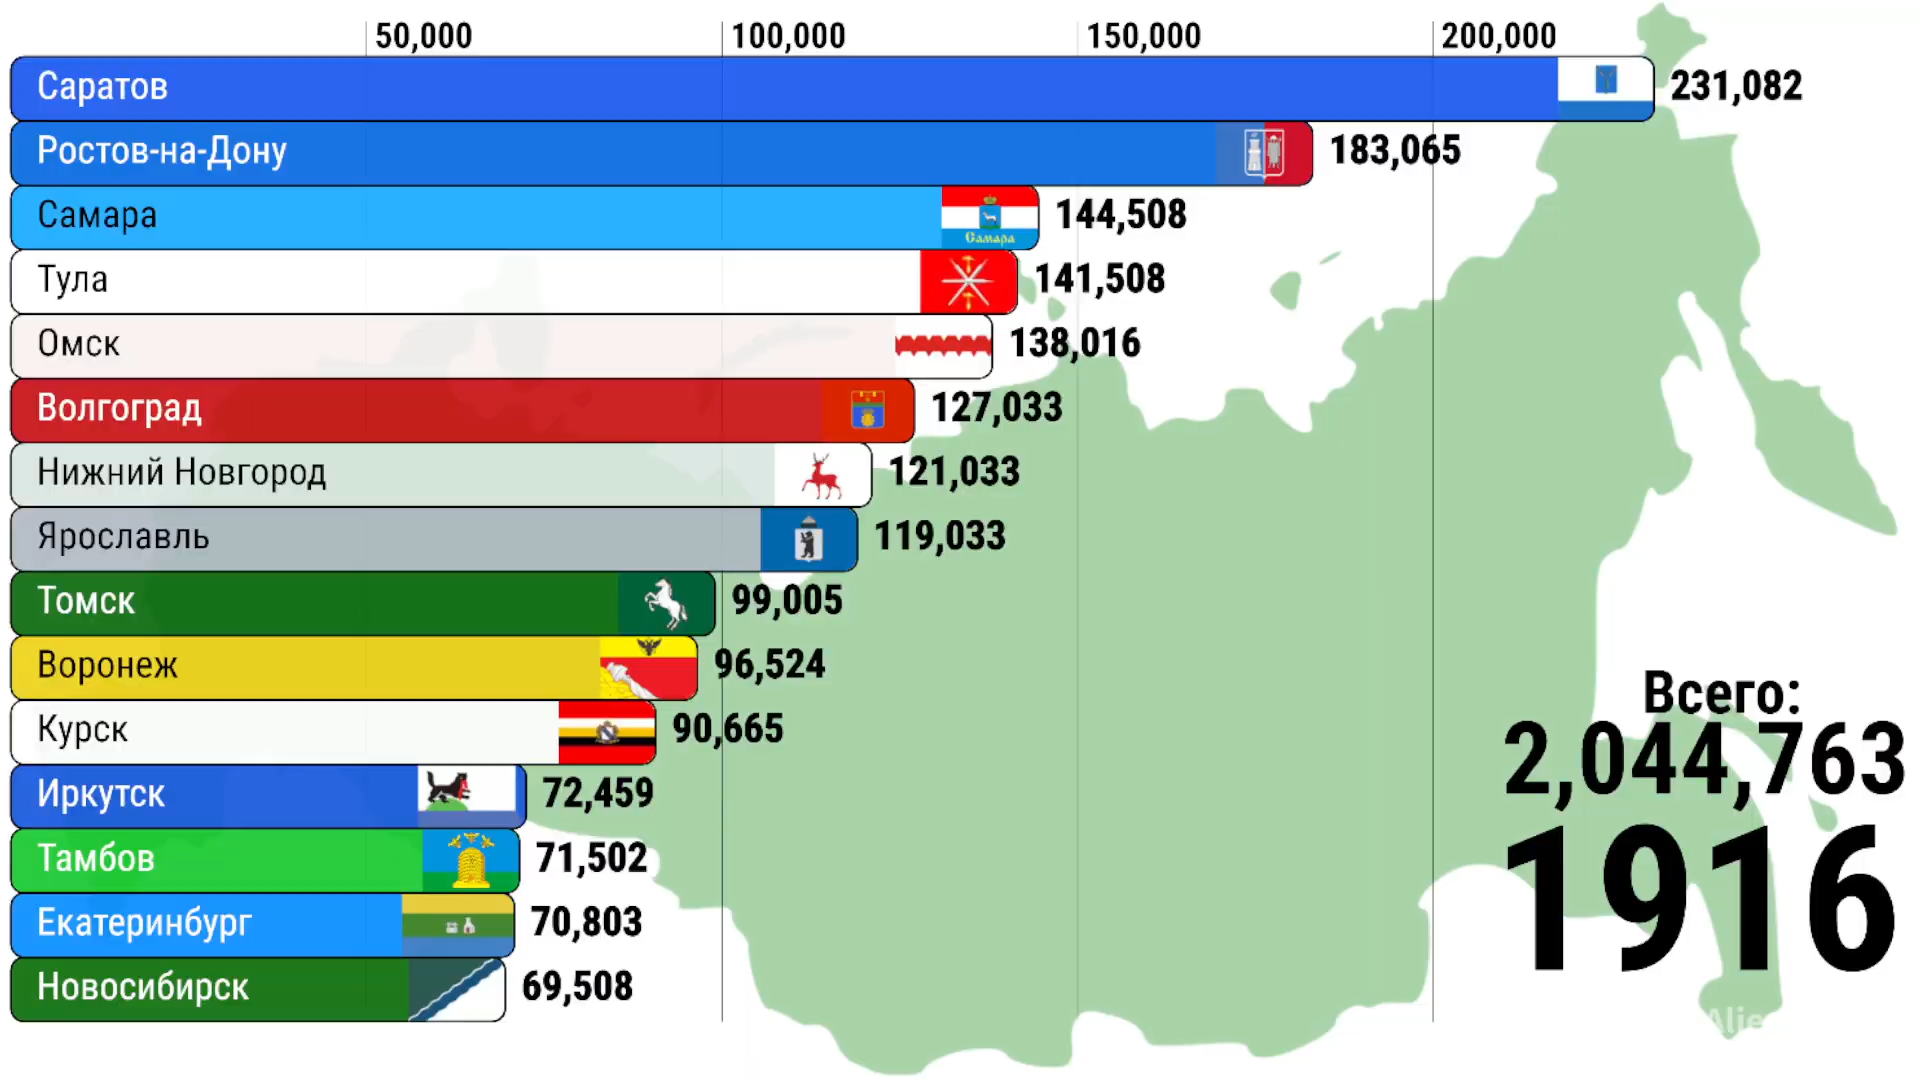 50,000 100,000 150,000 200,000
Саратов 231,082
Ростов-на-Дону 183,065
Самара Самара 144,508
Тула 141,508
Омск 138,016
Волгоград 127,033
Нижний Новгород 121,033
Ярославль 119,033
Томск 99,005
Воронеж 96,524
Курск 90,665
Иркутск 72,459
Тамбов 71,502
Екатеринбург 70,803
Новосибирск 69,508
Всего:
2,044,763
1916